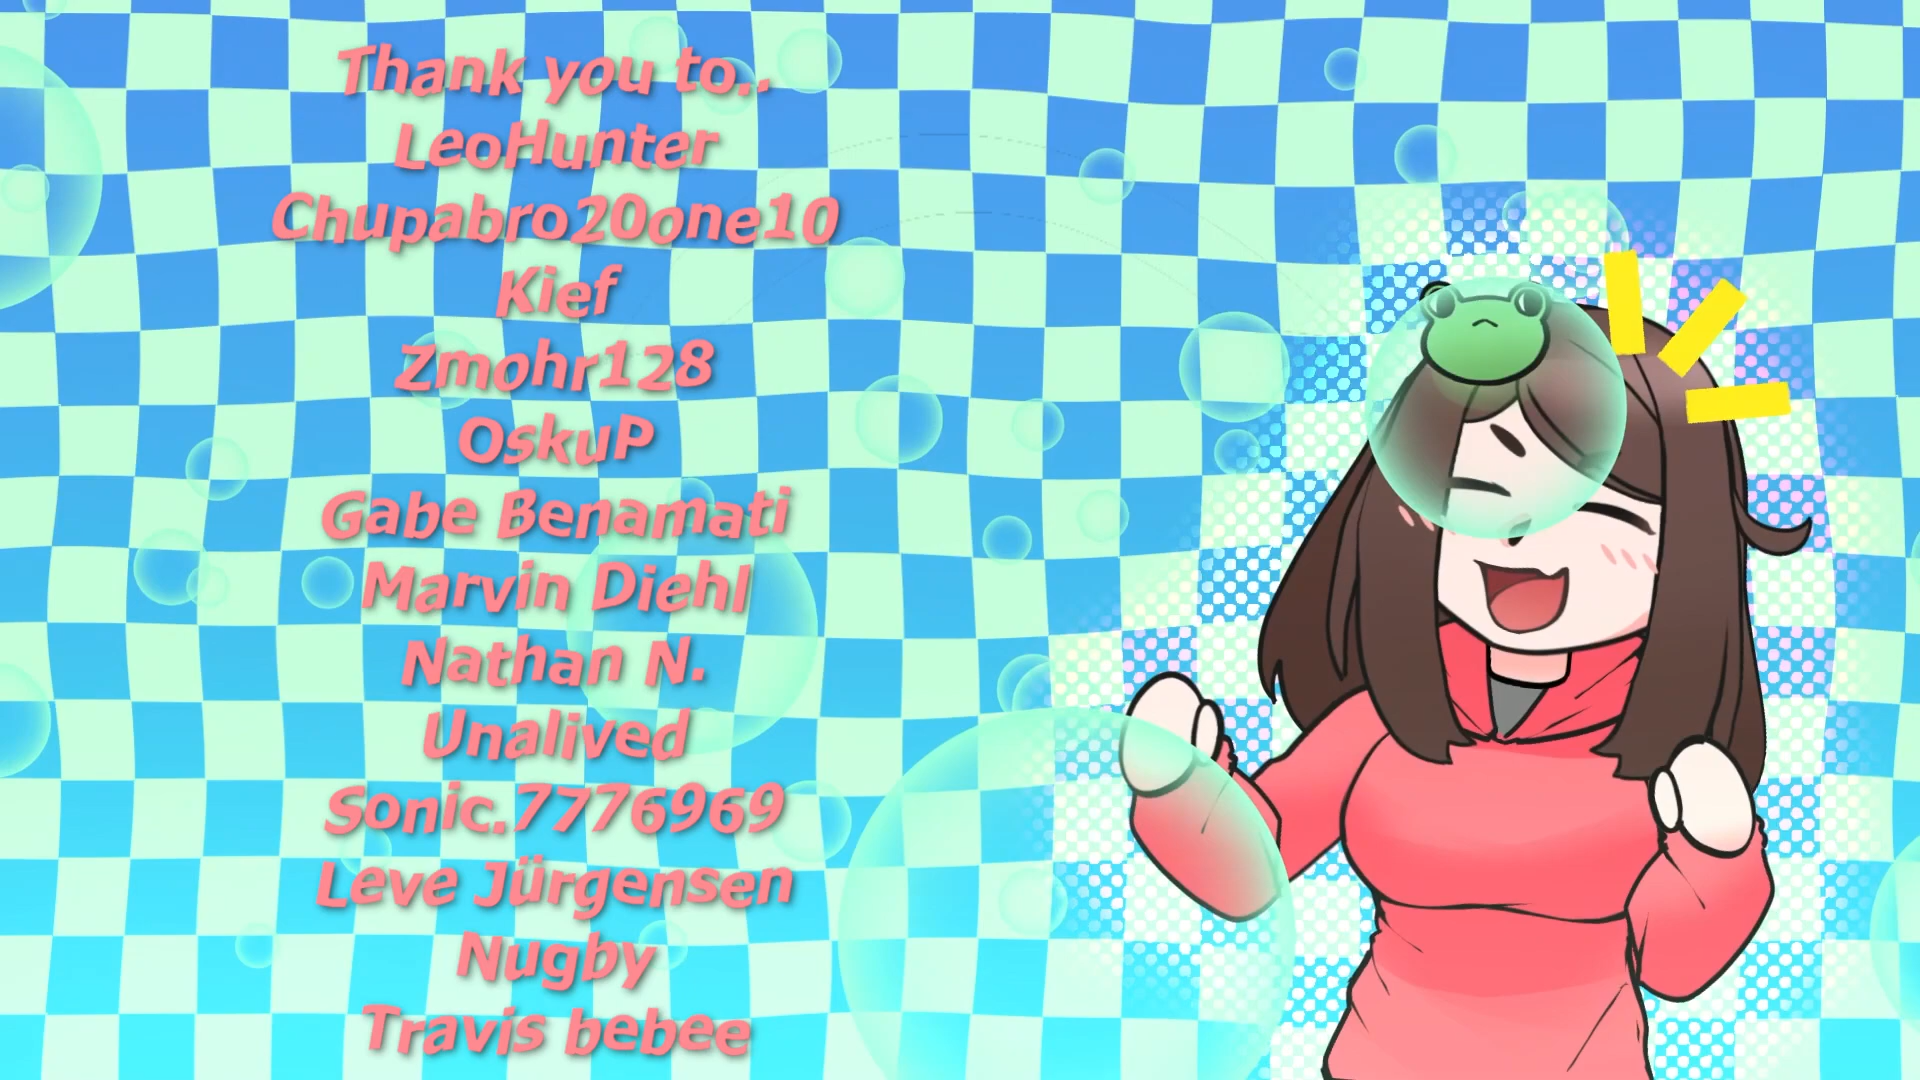 Thank you to..
LeoHunter
Chupabro20one10
Kief
Zmohr128
OskuP
Gabe Benamati
Marvin Diehl
Nathan N.
Unalived
Sonic.7776969
Leve Jürgensen
Nugby
Travis bebee